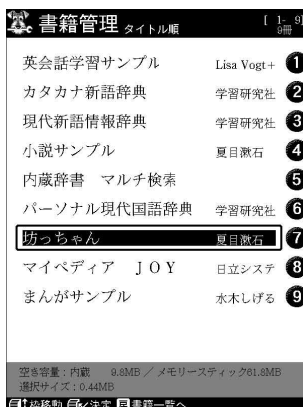 書籍管理 タイトル順 [ 1- 9] 9冊
英会話学習サンプル Lisa Vogt+ 1
カタカナ新語辞典 学習研究社 2
現代新語情報辞典 学習研究社 3
小説サンプル 夏目漱石 4
内蔵辞書 マルチ検索 5
パーソナル現代国語辞典 学習研究社 6
坊っちゃん 夏目漱石 7
マイペディア JOY 日立システ 8
まんがサンプル 水木しげる 9
空き容量:内蔵 9.8MB/メモリースティック61.8MB
選択サイズ:0.44MB
枠移動 決定 書籍一覧へ